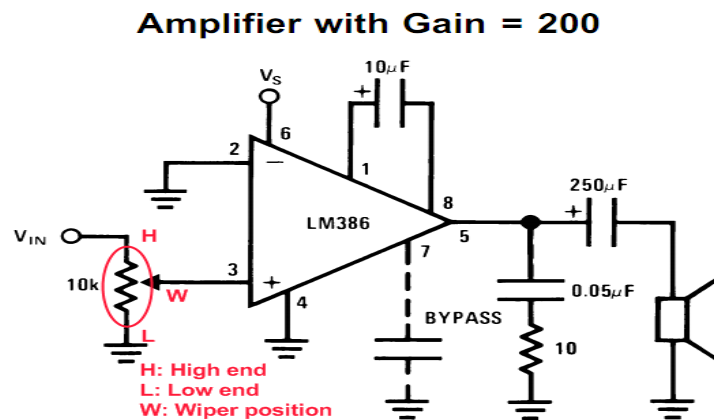 Amplifier with Gain = 200
VS
10µF
+
6
2
−
1
250µF
VIN
H
LM386
8
+
7
5
10k
3
+
W
4
0.05µF
BYPASS
L
10
H: High end
L: Low end
W: Wiper position